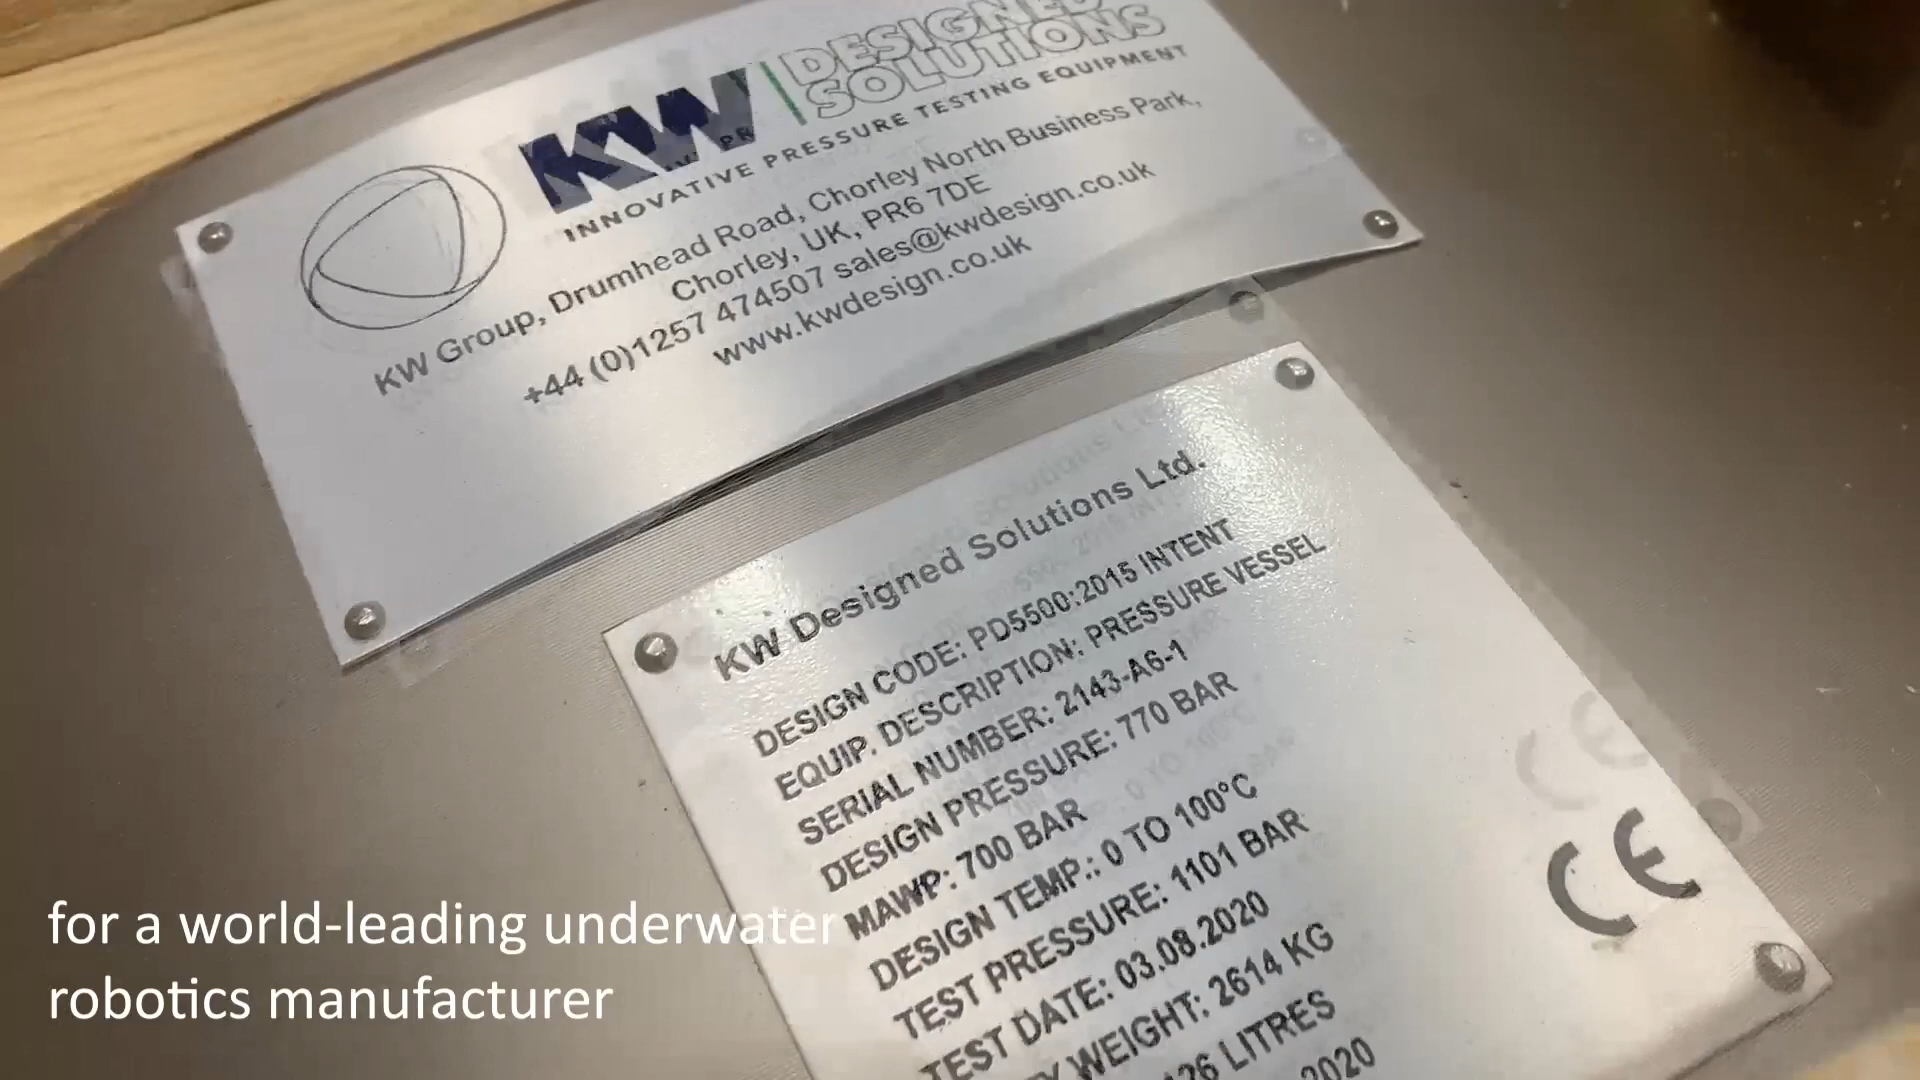 KW DESIGNED
SOLUTIONS
INNOVATIVE PRESSURE TESTING EQUIPMENT
KW Group, Drumhead Road, Chorley North Business Park,
Chorley, UK, PR6 7DE
+44 (0)1257 474507 sales@kwdesign.co.uk
www.kwdesign.co.uk
KW Designed Solutions Ltd.
DESIGN CODE: PD5500:2015 INTENT
EQUIP. DESCRIPTION: PRESSURE VESSEL
SERIAL NUMBER: 2143-A6-1
DESIGN PRESSURE: 770 BAR
MAWP: 700 BAR
DESIGN TEMP.: 0 TO 100°C
TEST PRESSURE: 1101 BAR
TEST DATE: 03.08.2020
WEIGHT: 2614 KG
LITRES
2020
CE
for a world-leading underwater
robotics manufacturer